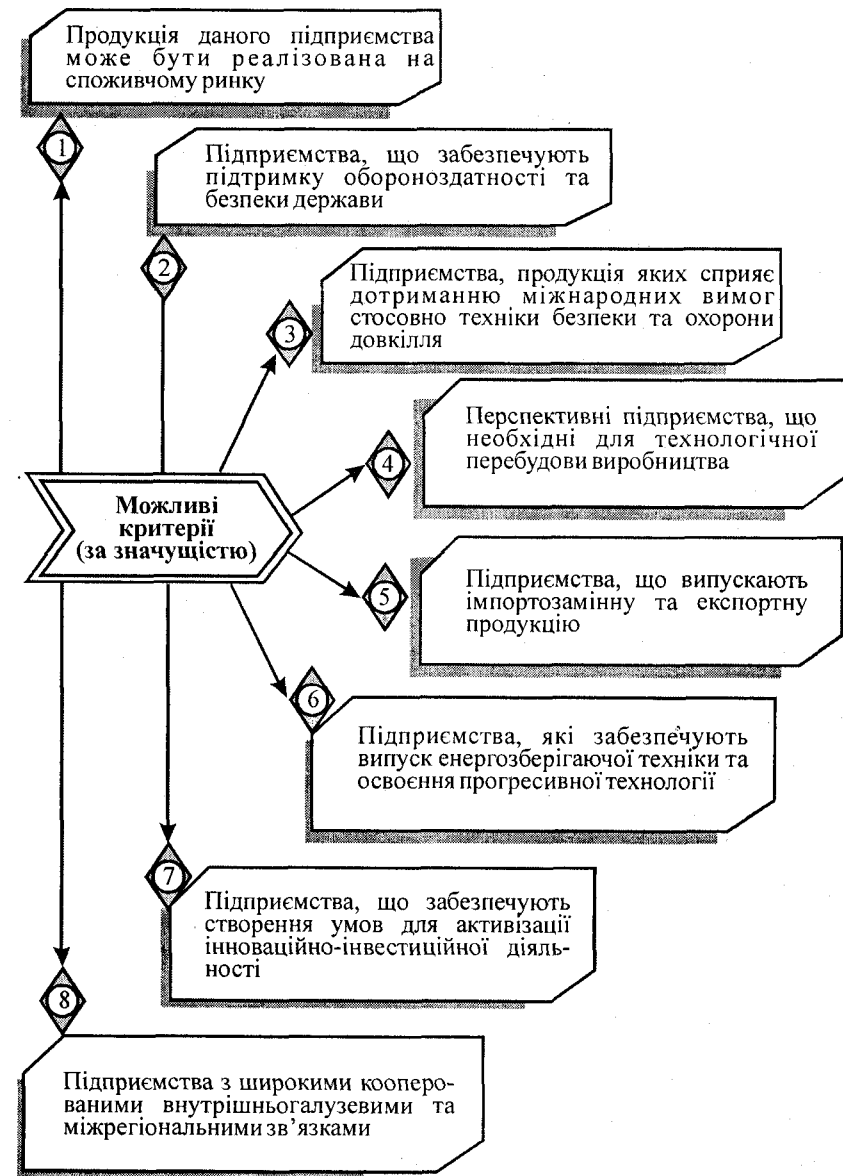 Продукція даного підприємства
може бути реалізована на
споживчому ринку
1
Підприємства, що забезпечують
підтримку обороноздатності та
безпеки держави
2
Підприємства, продукція яких сприяє
дотриманню міжнародних вимог
стосовно техніки безпеки та охорони
довкілля
3
Перспективні підприємства, що
необхідні для технологічної
перебудови виробництва
4
Можливі
критерії
(за значущістю)
Підприємства, що випускають
імпортозамінну та експортну
продукцію
5
6
Підприємства, які забезпечують
випуск енергозберігаючої техніки та
освоєння прогресивної технології
7
Підприємства, що забезпечують
створення умов для активізації
інноваційно-інвестиційної діяль-
ності
8
Підприємства з широкими коопеpо-
ваними внутрішньогалузевими та
міжрегіональними зв’язками